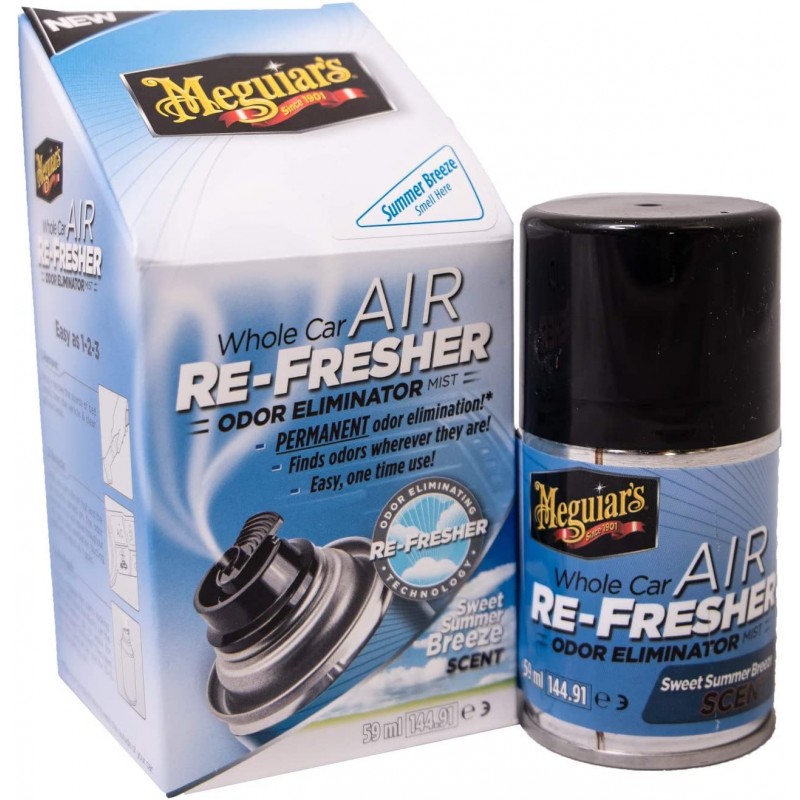 NEW
Meguiar's
Since 1901
Summer Breeze
Smell Here
Whole Car AIR
RE-FRESHER
ODOR ELIMINATOR MIST
- PERMANENT odor elimination!*
- Finds odors wherever they are!
- Easy, one time use!
ODOR ELIMINATING
RE-FRESHER
TECHNOLOGY
Sweet
Summer
Breeze
SCENT
59 ml 144.91 e
Meguiar's
Whole Car AIR
RE-FRESHER
ODOR ELIMINATOR MIST
Easy as 1-2-3
Meguiar's
Since 1901
Whole Car AIR
RE-FRESHER
ODOR ELIMINATOR MIST
Sweet Summer Breeze
SCENT
59 ml 144.91 e